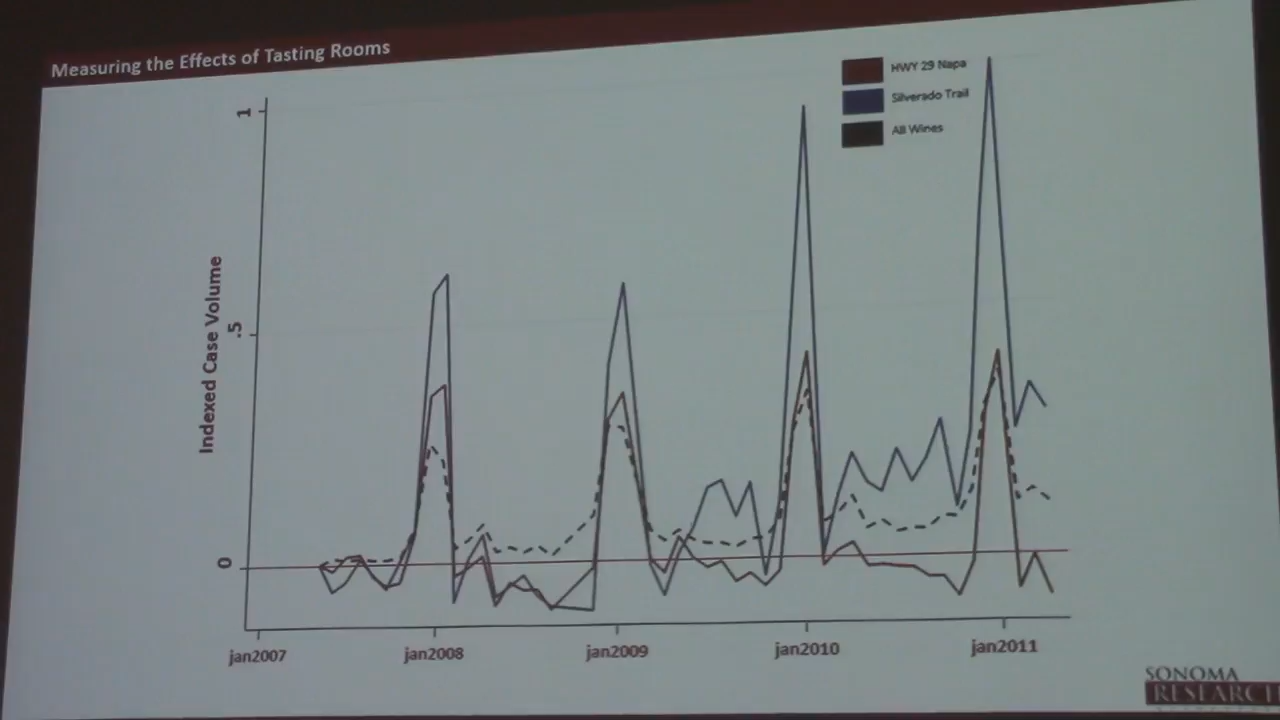 Measuring the Effects of Tasting Rooms
HWY 29 Napa
Silverado Trail
All Wines
Indexed Case Volume
1
.5
0
jan2007
jan2008
jan2009
jan2010
jan2011
SONOMA
RESEARCH